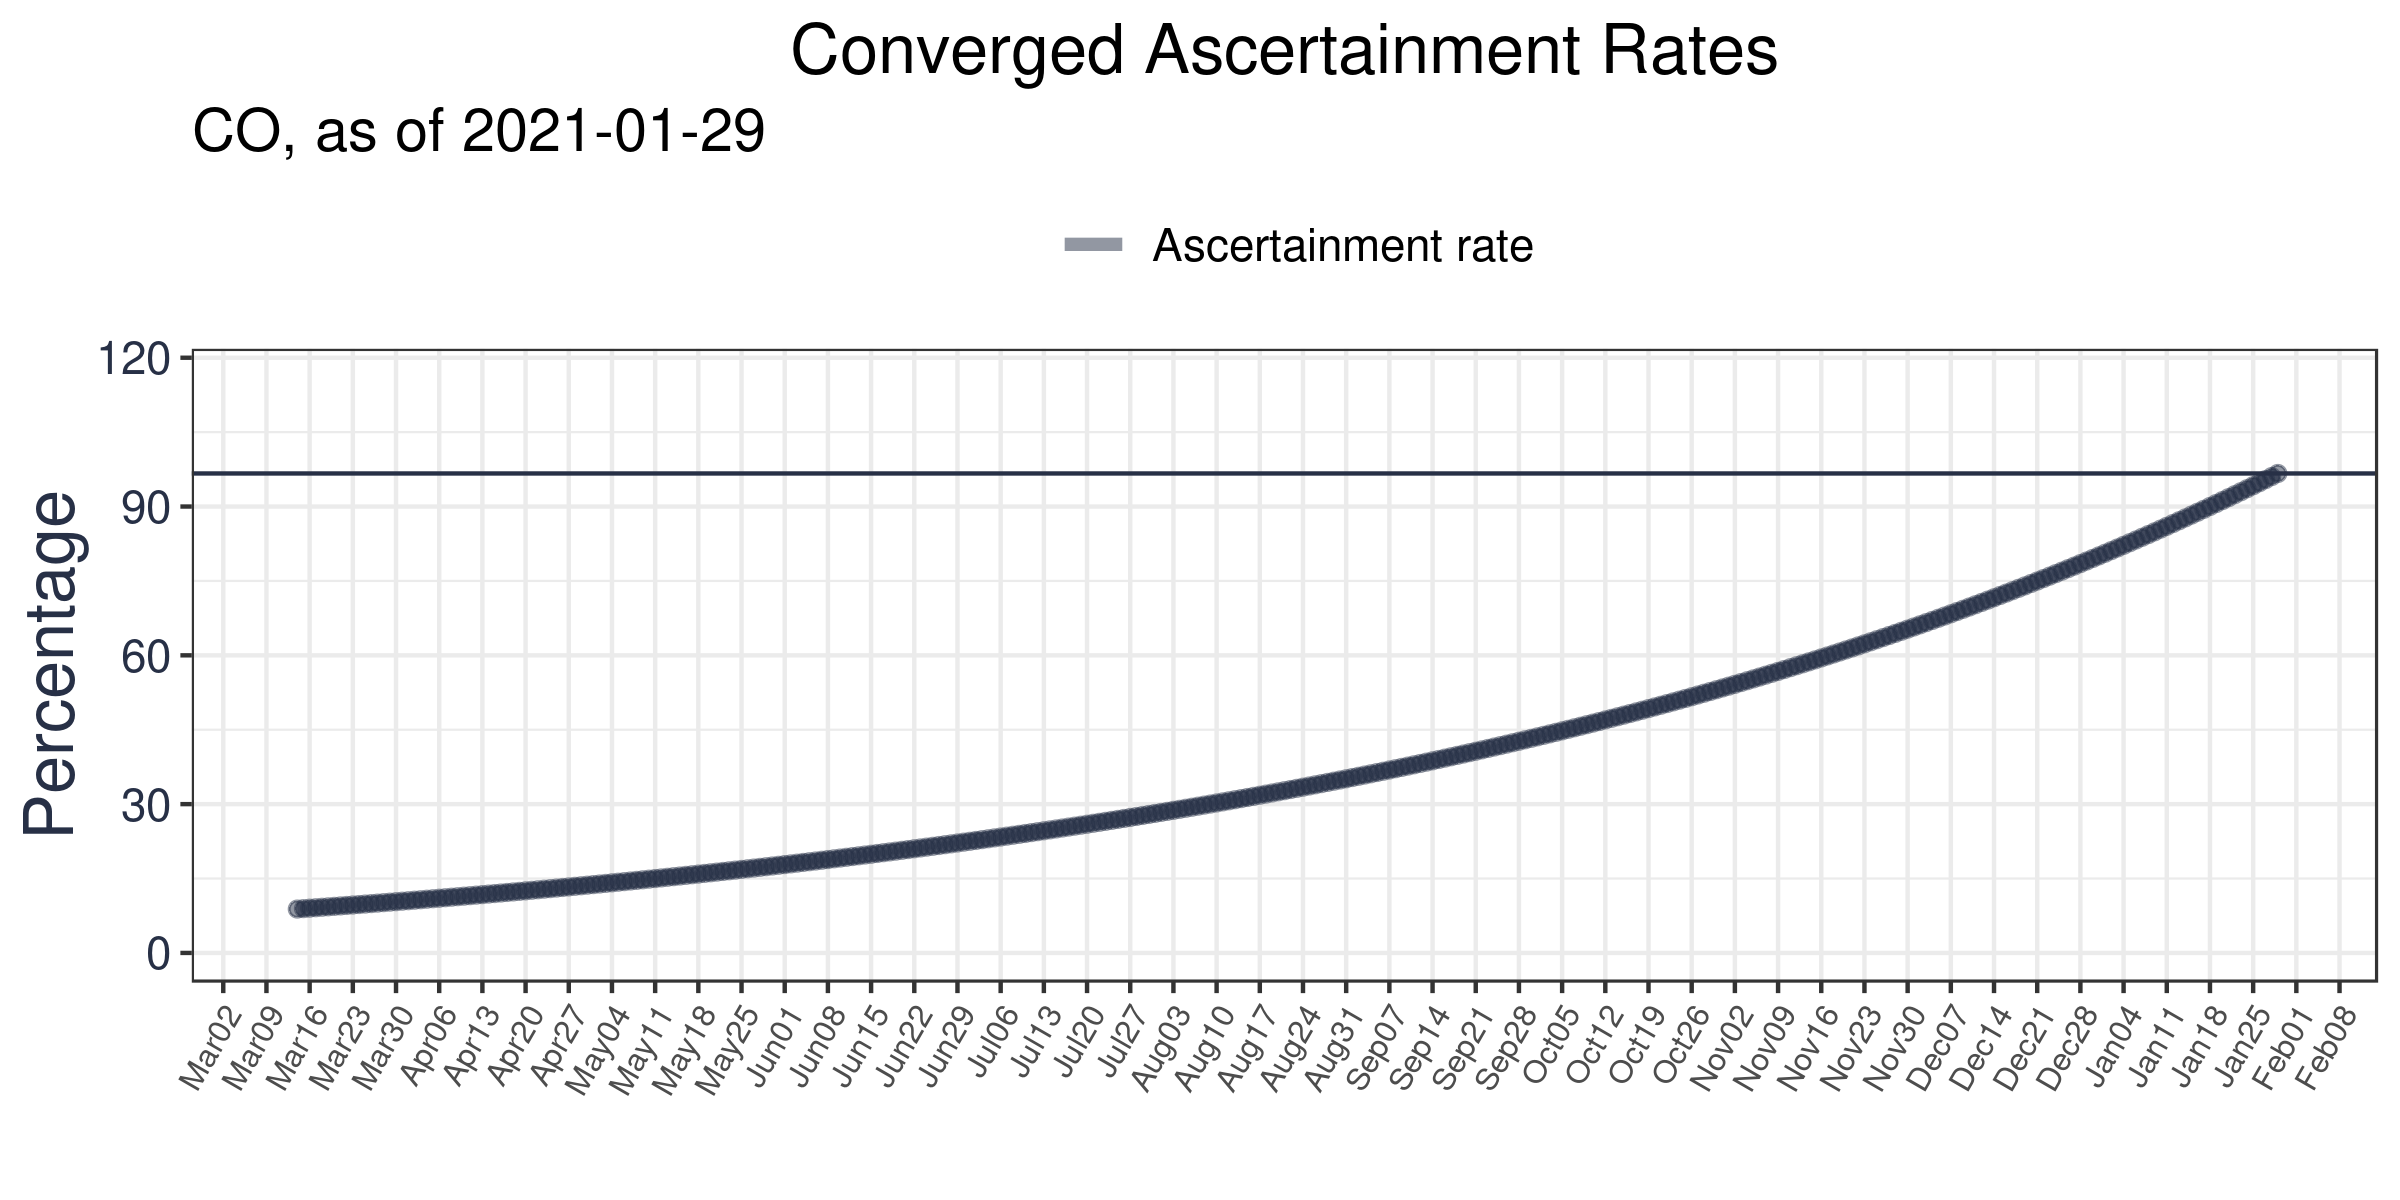 Converged Ascertainment Rates
CO, as of 2021-01-29
Ascertainment rate
Percentage
120
90
60
30
0
Mar02
Mar09
Mar16
Mar23
Mar30
Apr06
Apr13
Apr20
Apr27
May04
May11
May18
May25
Jun01
Jun08
Jun15
Jun22
Jun29
Jul06
Jul13
Jul20
Jul27
Aug03
Aug10
Aug17
Aug24
Aug31
Sep07
Sep14
Sep21
Sep28
Oct05
Oct12
Oct19
Oct26
Nov02
Nov09
Nov16
Nov23
Nov30
Dec07
Dec14
Dec21
Dec28
Jan04
Jan11
Jan18
Jan25
Feb01
Feb08